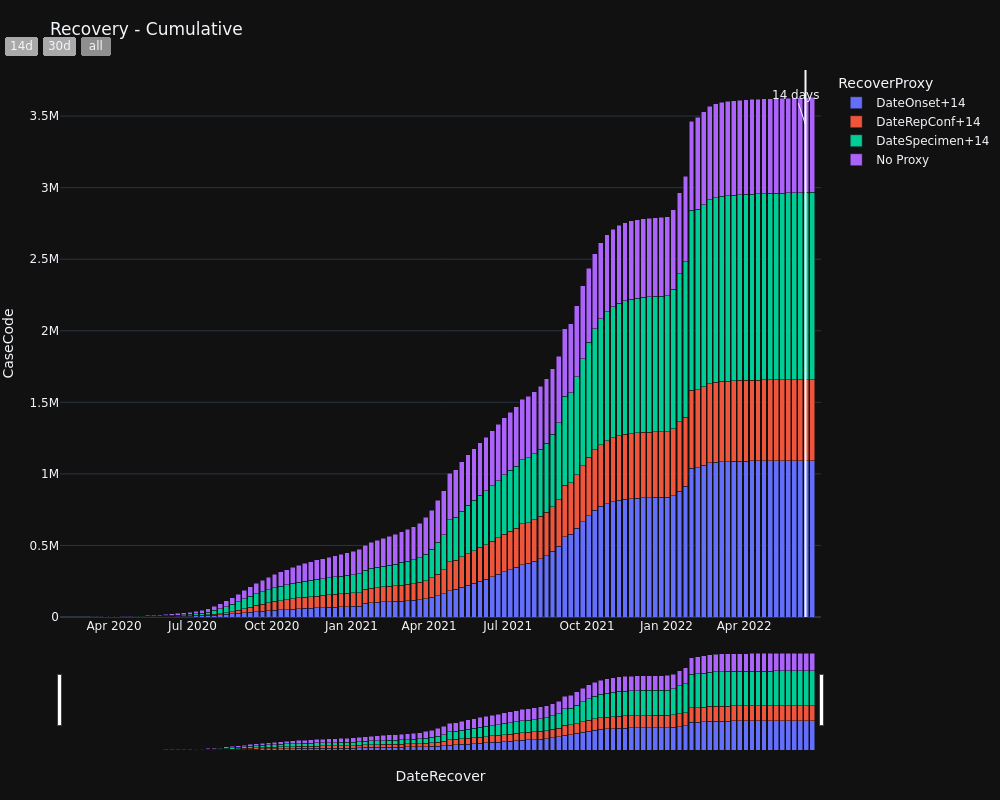 Recovery - Cumulative
14d 30d all
RecoverProxy
DateOnset+14
DateRepConf+14
DateSpecimen+14
No Proxy
14 days
CaseCode
3.5M
3M
2.5M
2M
1.5M
1M
0.5M
0
Apr 2020 Jul 2020 Oct 2020 Jan 2021 Apr 2021 Jul 2021 Oct 2021 Jan 2022 Apr 2022
DateRecover